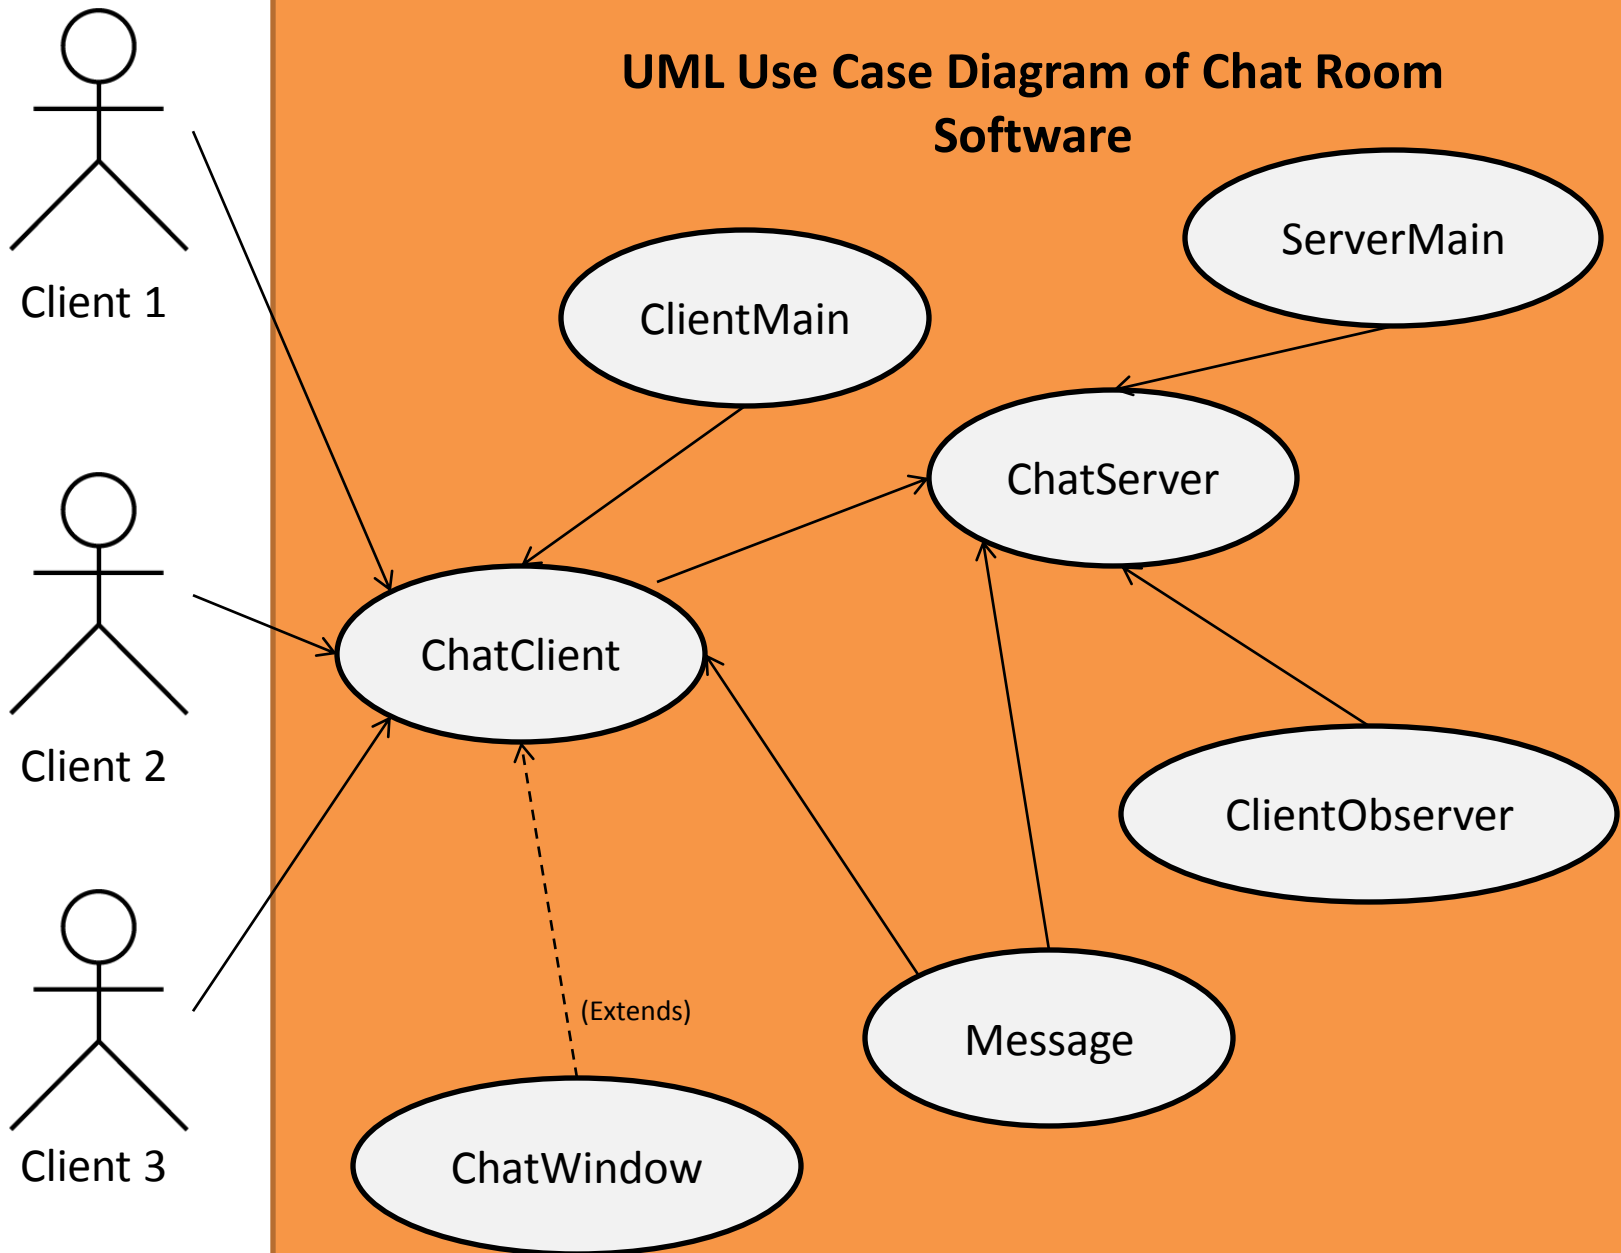 UML Use Case Diagram of Chat Room
Software
ServerMain
Client 1
ClientMain
ChatServer
ChatClient
Client 2
ClientObserver
(Extends)
Message
Client 3
ChatWindow